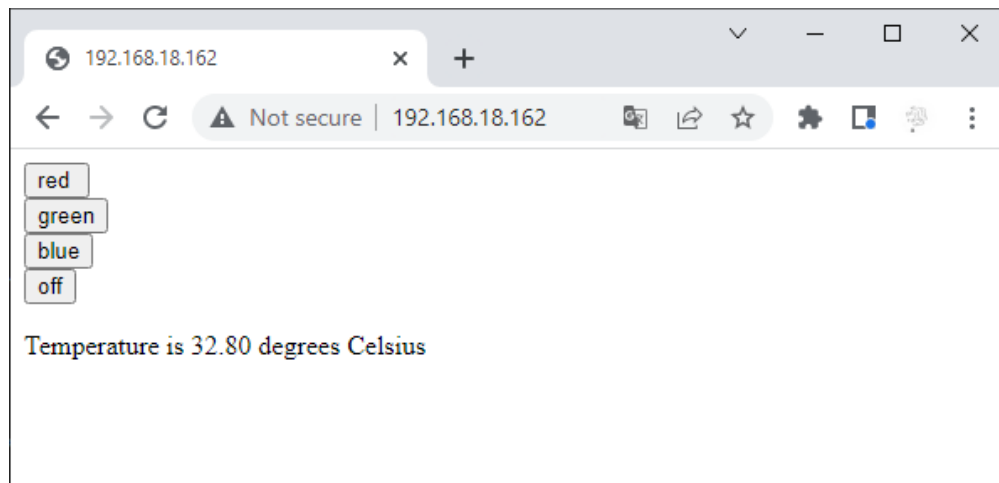 192.168.18.162
Not secure | 192.168.18.162
red
green
blue
off
Temperature is 32.80 degrees Celsius